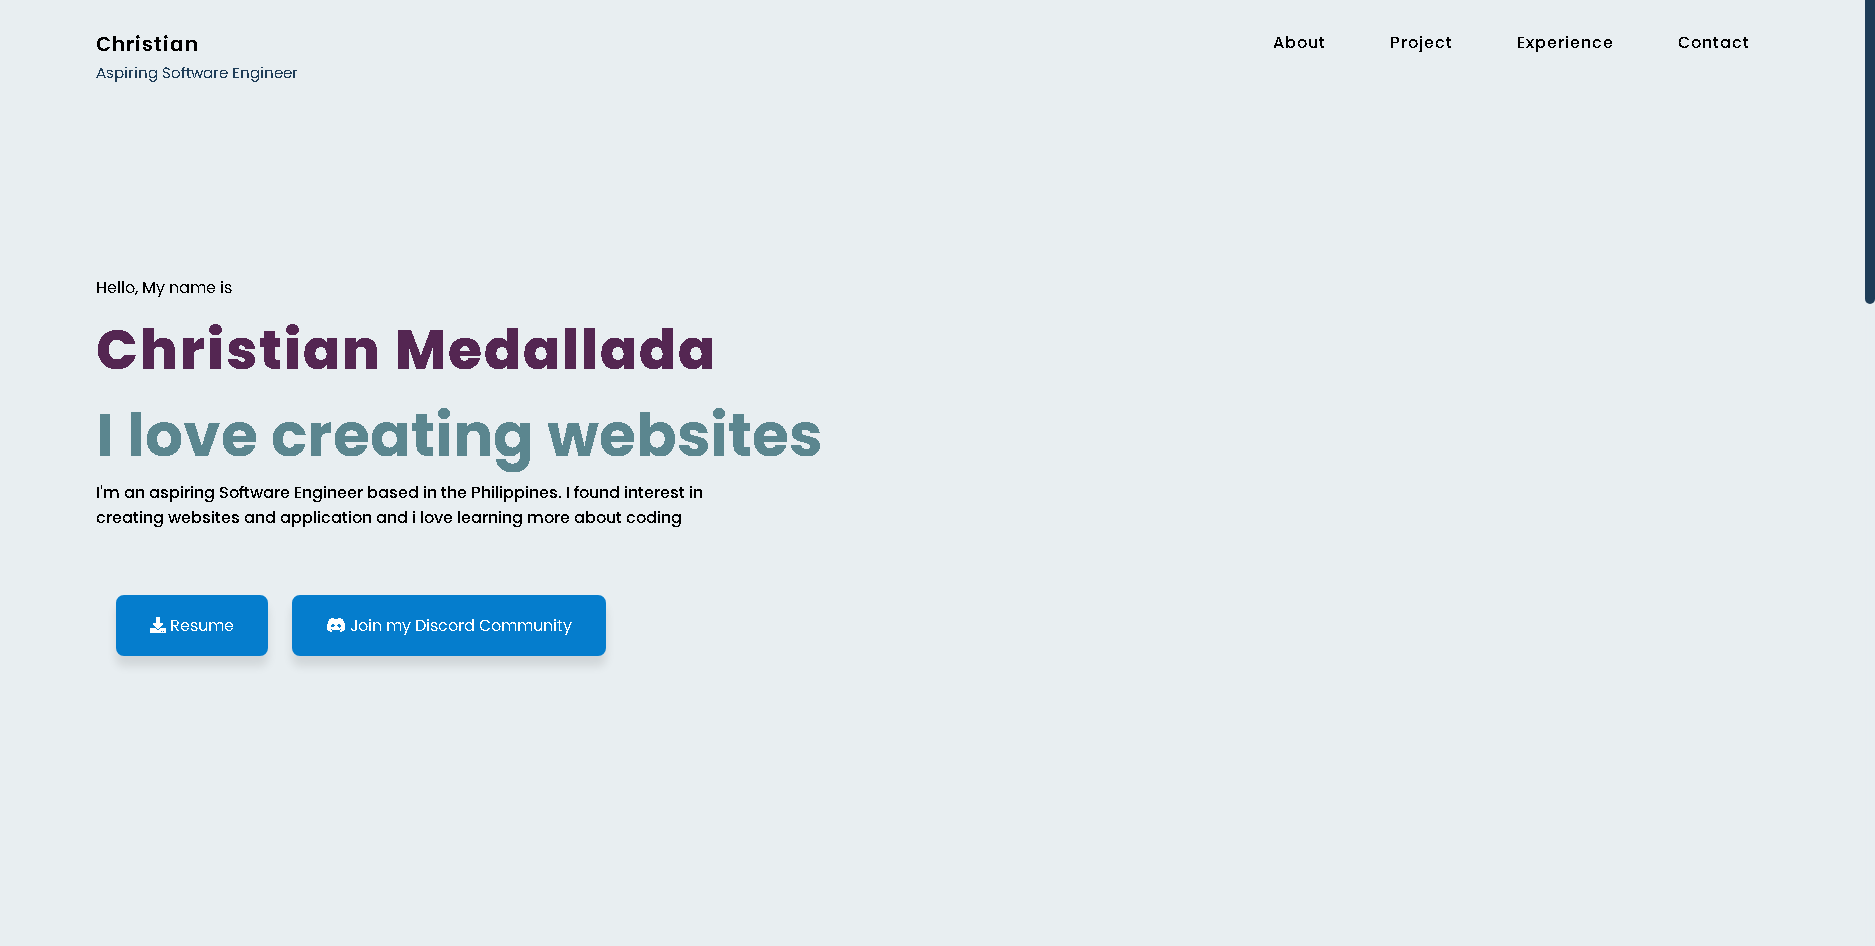 Christian
Aspiring Software Engineer
About Project Experience Contact
Hello, My name is
Christian Medallada
I love creating websites
I'm an aspiring Software Engineer based in the Philippines. I found interest in
creating websites and application and i love learning more about coding
Resume
Join my Discord Community